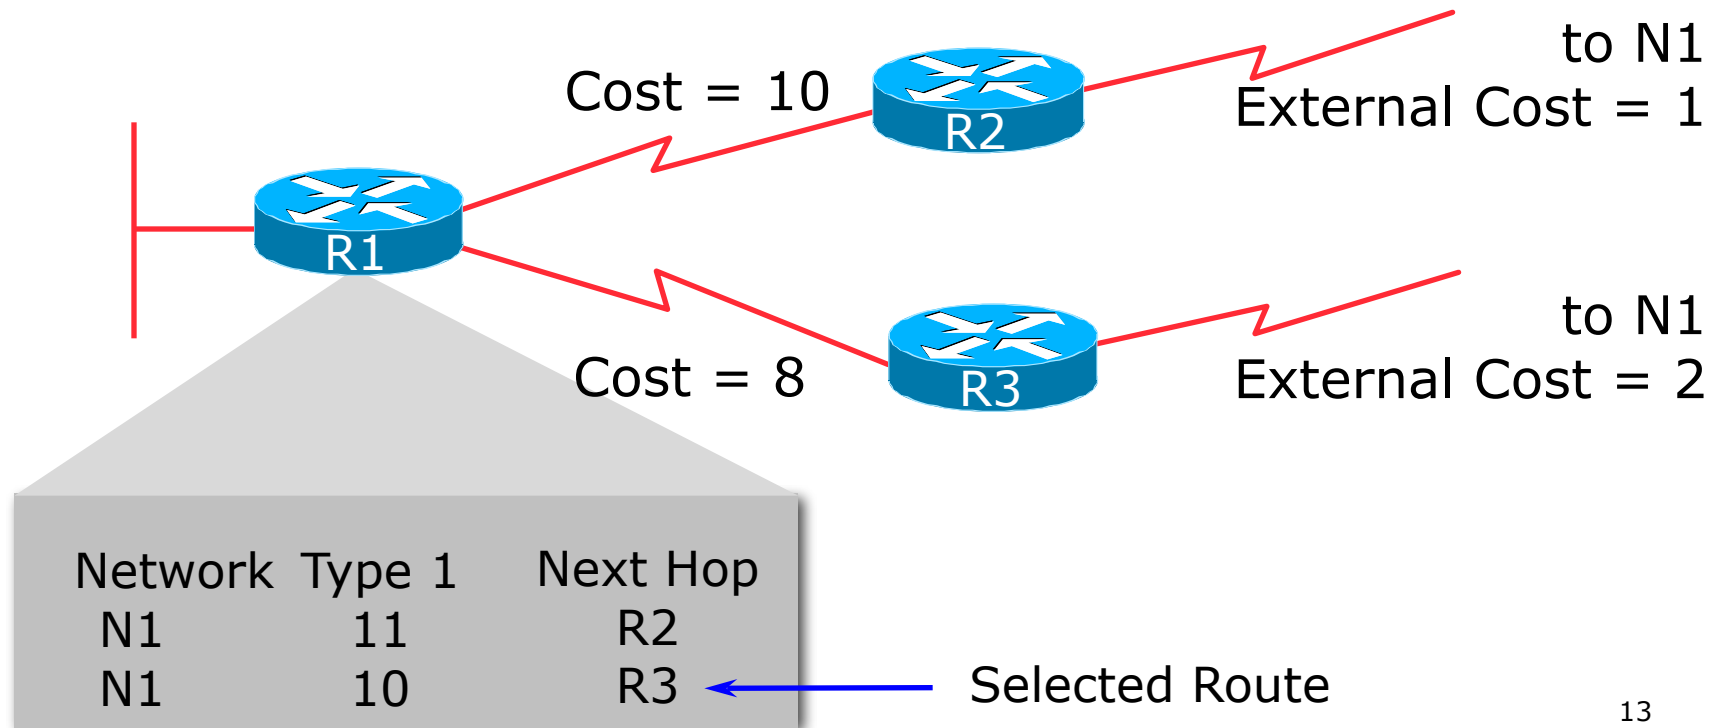 to N1
Cost = 10
External Cost = 1
R2
R1
to N1
Cost = 8
R3
External Cost = 2
Network Type 1 Next Hop
N1 11 R2
N1 10 R3
Selected Route
13